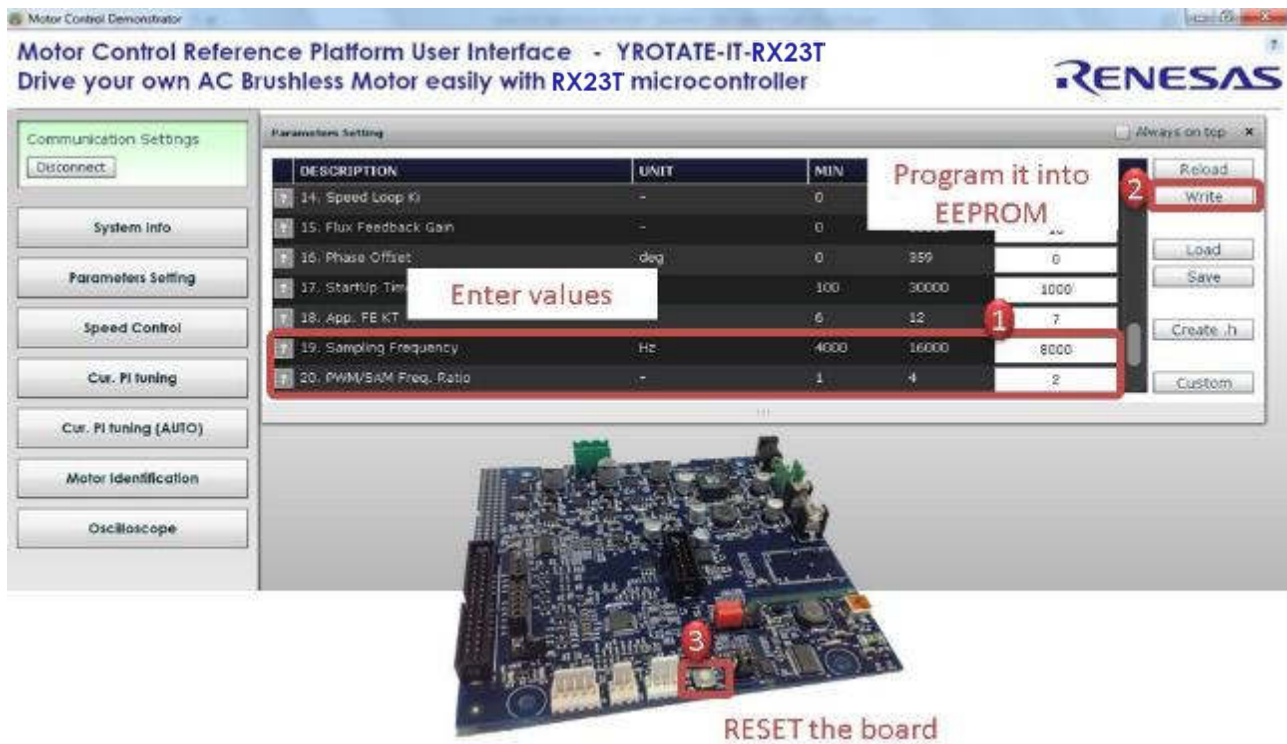 Motor Control Demonstrator
Motor Control Reference Platform User Interface - YROTATE-IT-RX23T
Drive your own AC Brushless Motor easily with RX23T microcontroller
RENESAS
?
Communication Settings
Disconnect
System Info
Parameters Setting
Speed Control
Cur. PI tuning
Cur. PI tuning (AUTO)
Motor Identification
Oscilloscope
Parameters Setting
Always on top ×
DESCRIPTION UNIT MIN
? 14. Speed Loop Ki - 0
? 15. Flux Feedback Gain - 0
? 16. Phase Offset deg 0 359 0
? 17. StartUp 100 30000 1000
? 18. App. FE KT 6 12 7
? 19. Sampling Frequency Hz 4000 16000 8000
? 20. PWM/SAM Freq. Ratio - 1 4 2
Enter values
1
Program it into
EEPROM
2
Reload
Write
Load
Save
Create .h
Custom
3
RESET the board